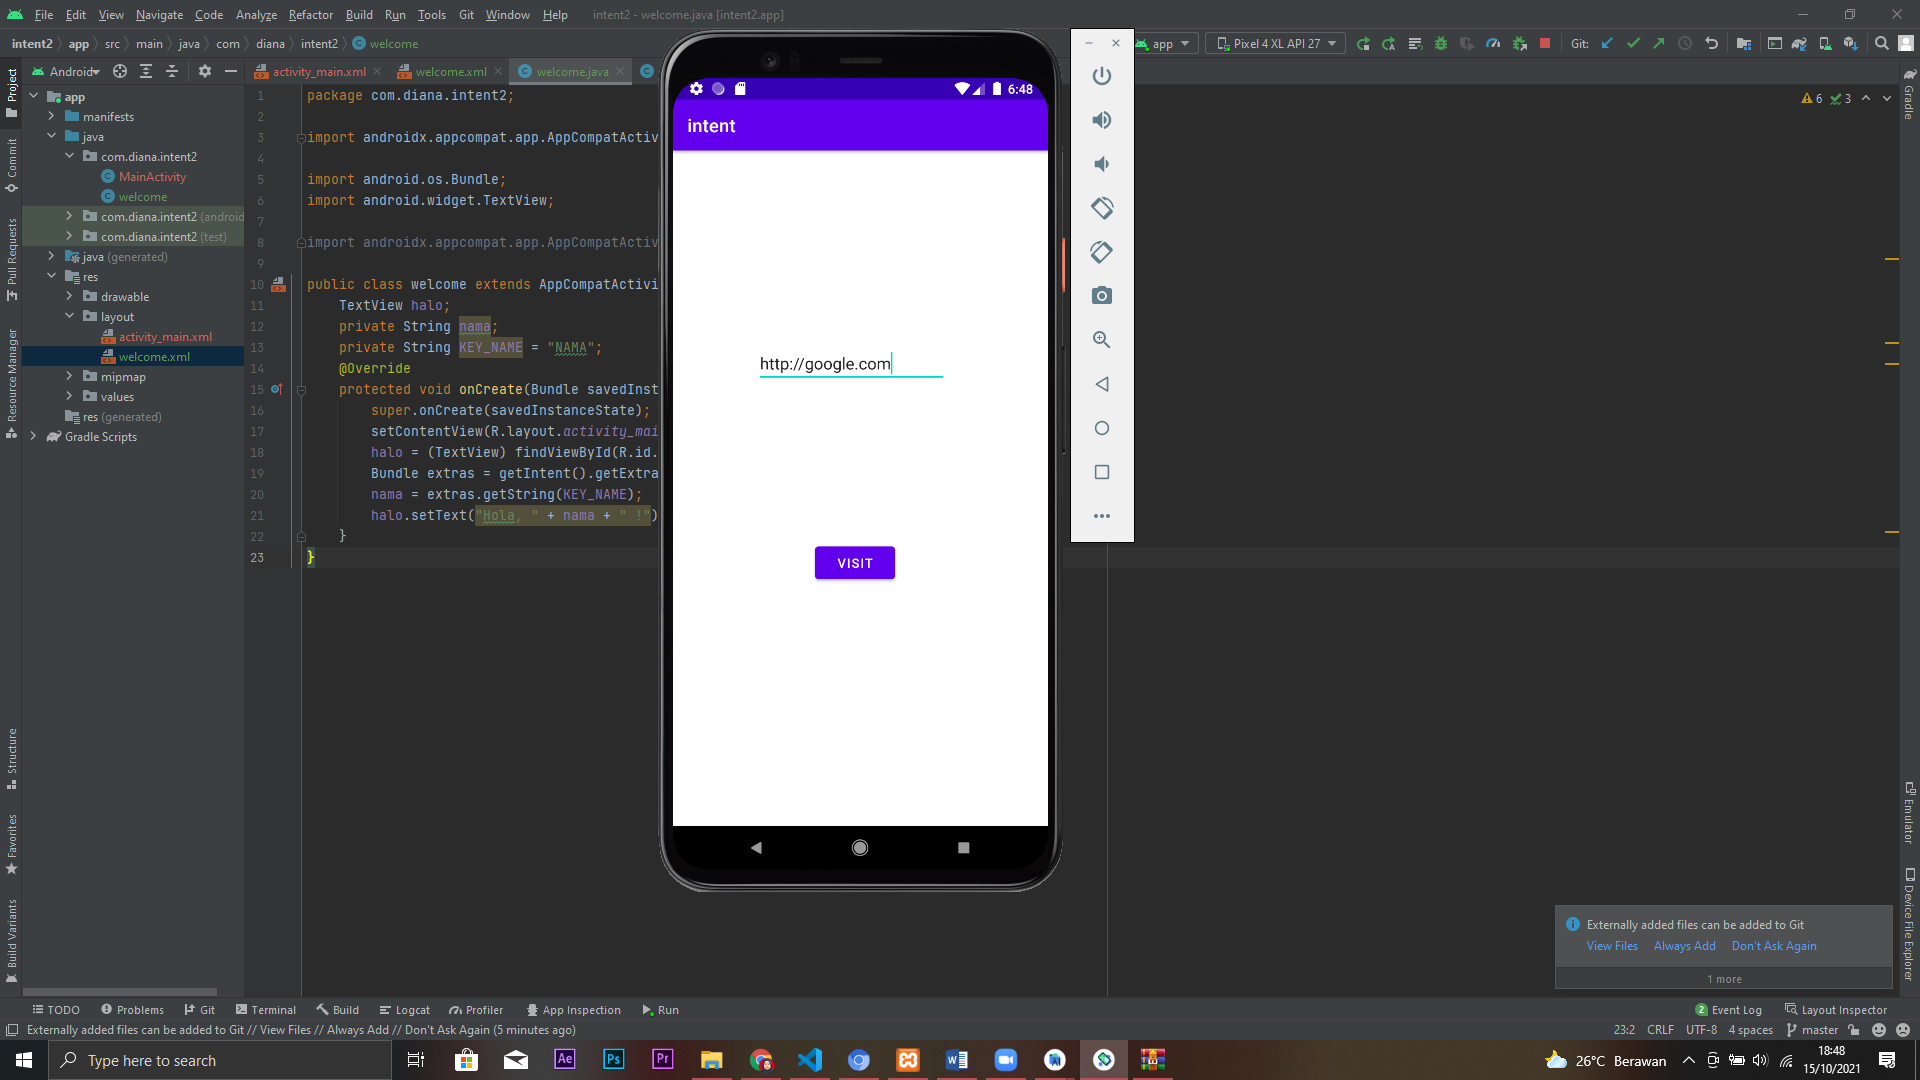 File Edit View Navigate Code Analyze Refactor Build Run Tools Git Window Help intent2 - welcome.java [intent2.app]
intent2 app src main java com diana intent2 welcome
app Pixel 4 XL API 27 Git:
Android
activity_main.xml welcome.xml welcome.java
Project
Commit
Pull Requests
Resource Manager
Structure
Favorites
Build Variants
app
manifests
java
com.diana.intent2
MainActivity
welcome
com.diana.intent2 (android
com.diana.intent2 (test)
java (generated)
res
drawable
layout
activity_main.xml
welcome.xml
mipmap
values
res (generated)
Gradle Scripts
1 package com.diana.intent2;
2
3 import androidx.appcompat.app.AppCompatActiv
4
5 import android.os.Bundle;
6 import android.widget.TextView;
7
8 import androidx.appcompat.app.AppCompatActiv
9
10 public class welcome extends AppCompatActivi
11 TextView halo;
12 private String nama;
13 private String KEY_NAME = "NAMA";
14 @Override
15 protected void onCreate(Bundle savedInst
16 super.onCreate(savedInstanceState);
17 setContentView(R.layout.activity_mai
18 halo = (TextView) findViewById(R.id.
19 Bundle extras = getIntent().getExtra
20 nama = extras.getString(KEY_NAME);
21 halo.setText("Hola, " + nama + " !")
22 }
23 }
6:48
intent
http://google.com
VISIT
6 3
Gradle
Emulator
Device File Explorer
Externally added files can be added to Git
View Files Always Add Don't Ask Again
1 more
TODO Problems Git Terminal Build Logcat Profiler App Inspection Run 2 Event Log Layout Inspector
Externally added files can be added to Git // View Files // Always Add // Don't Ask Again (5 minutes ago) 23:2 CRLF UTF-8 4 spaces master
Type here to search
Ae Ps Pr
26°C Berawan
18:48
15/10/2021